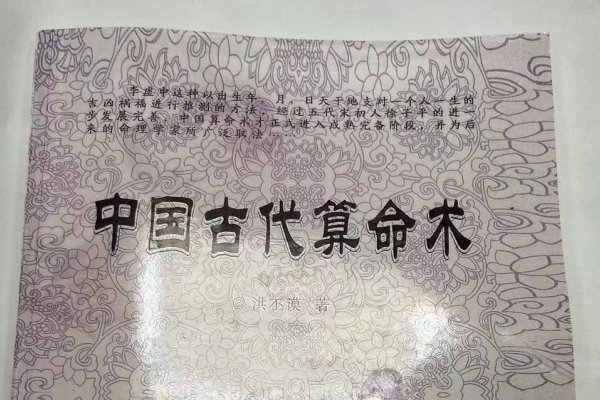 李虚中这种以出生年、月、日天干地支对一个人一生的
吉凶祸福进行推测的方法，经过五代宋初人徐子平的进一
步发展完善，中国算命术才正式进入成熟完备阶段，并为后
来的命理学家所广泛取法……
中国古代算命术
◎洪丕谟 著